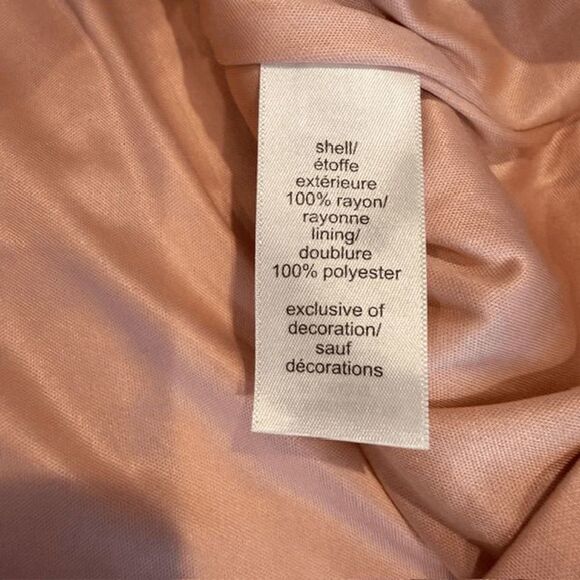 shell/
étoffe
extérieure
100% rayon/
rayonne
lining/
doublure
100% polyester
exclusive of
decoration/
sauf
décorations